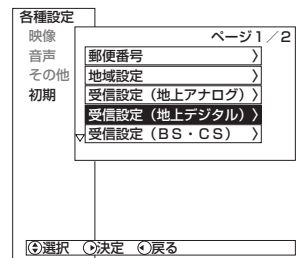 各種設定
映像
音声
その他
初期
ページ1/2
郵便番号 〉
地域設定 〉
受信設定(地上アナログ) 〉
受信設定(地上デジタル) 〉
受信設定(BS・CS) 〉
選択 決定 戻る